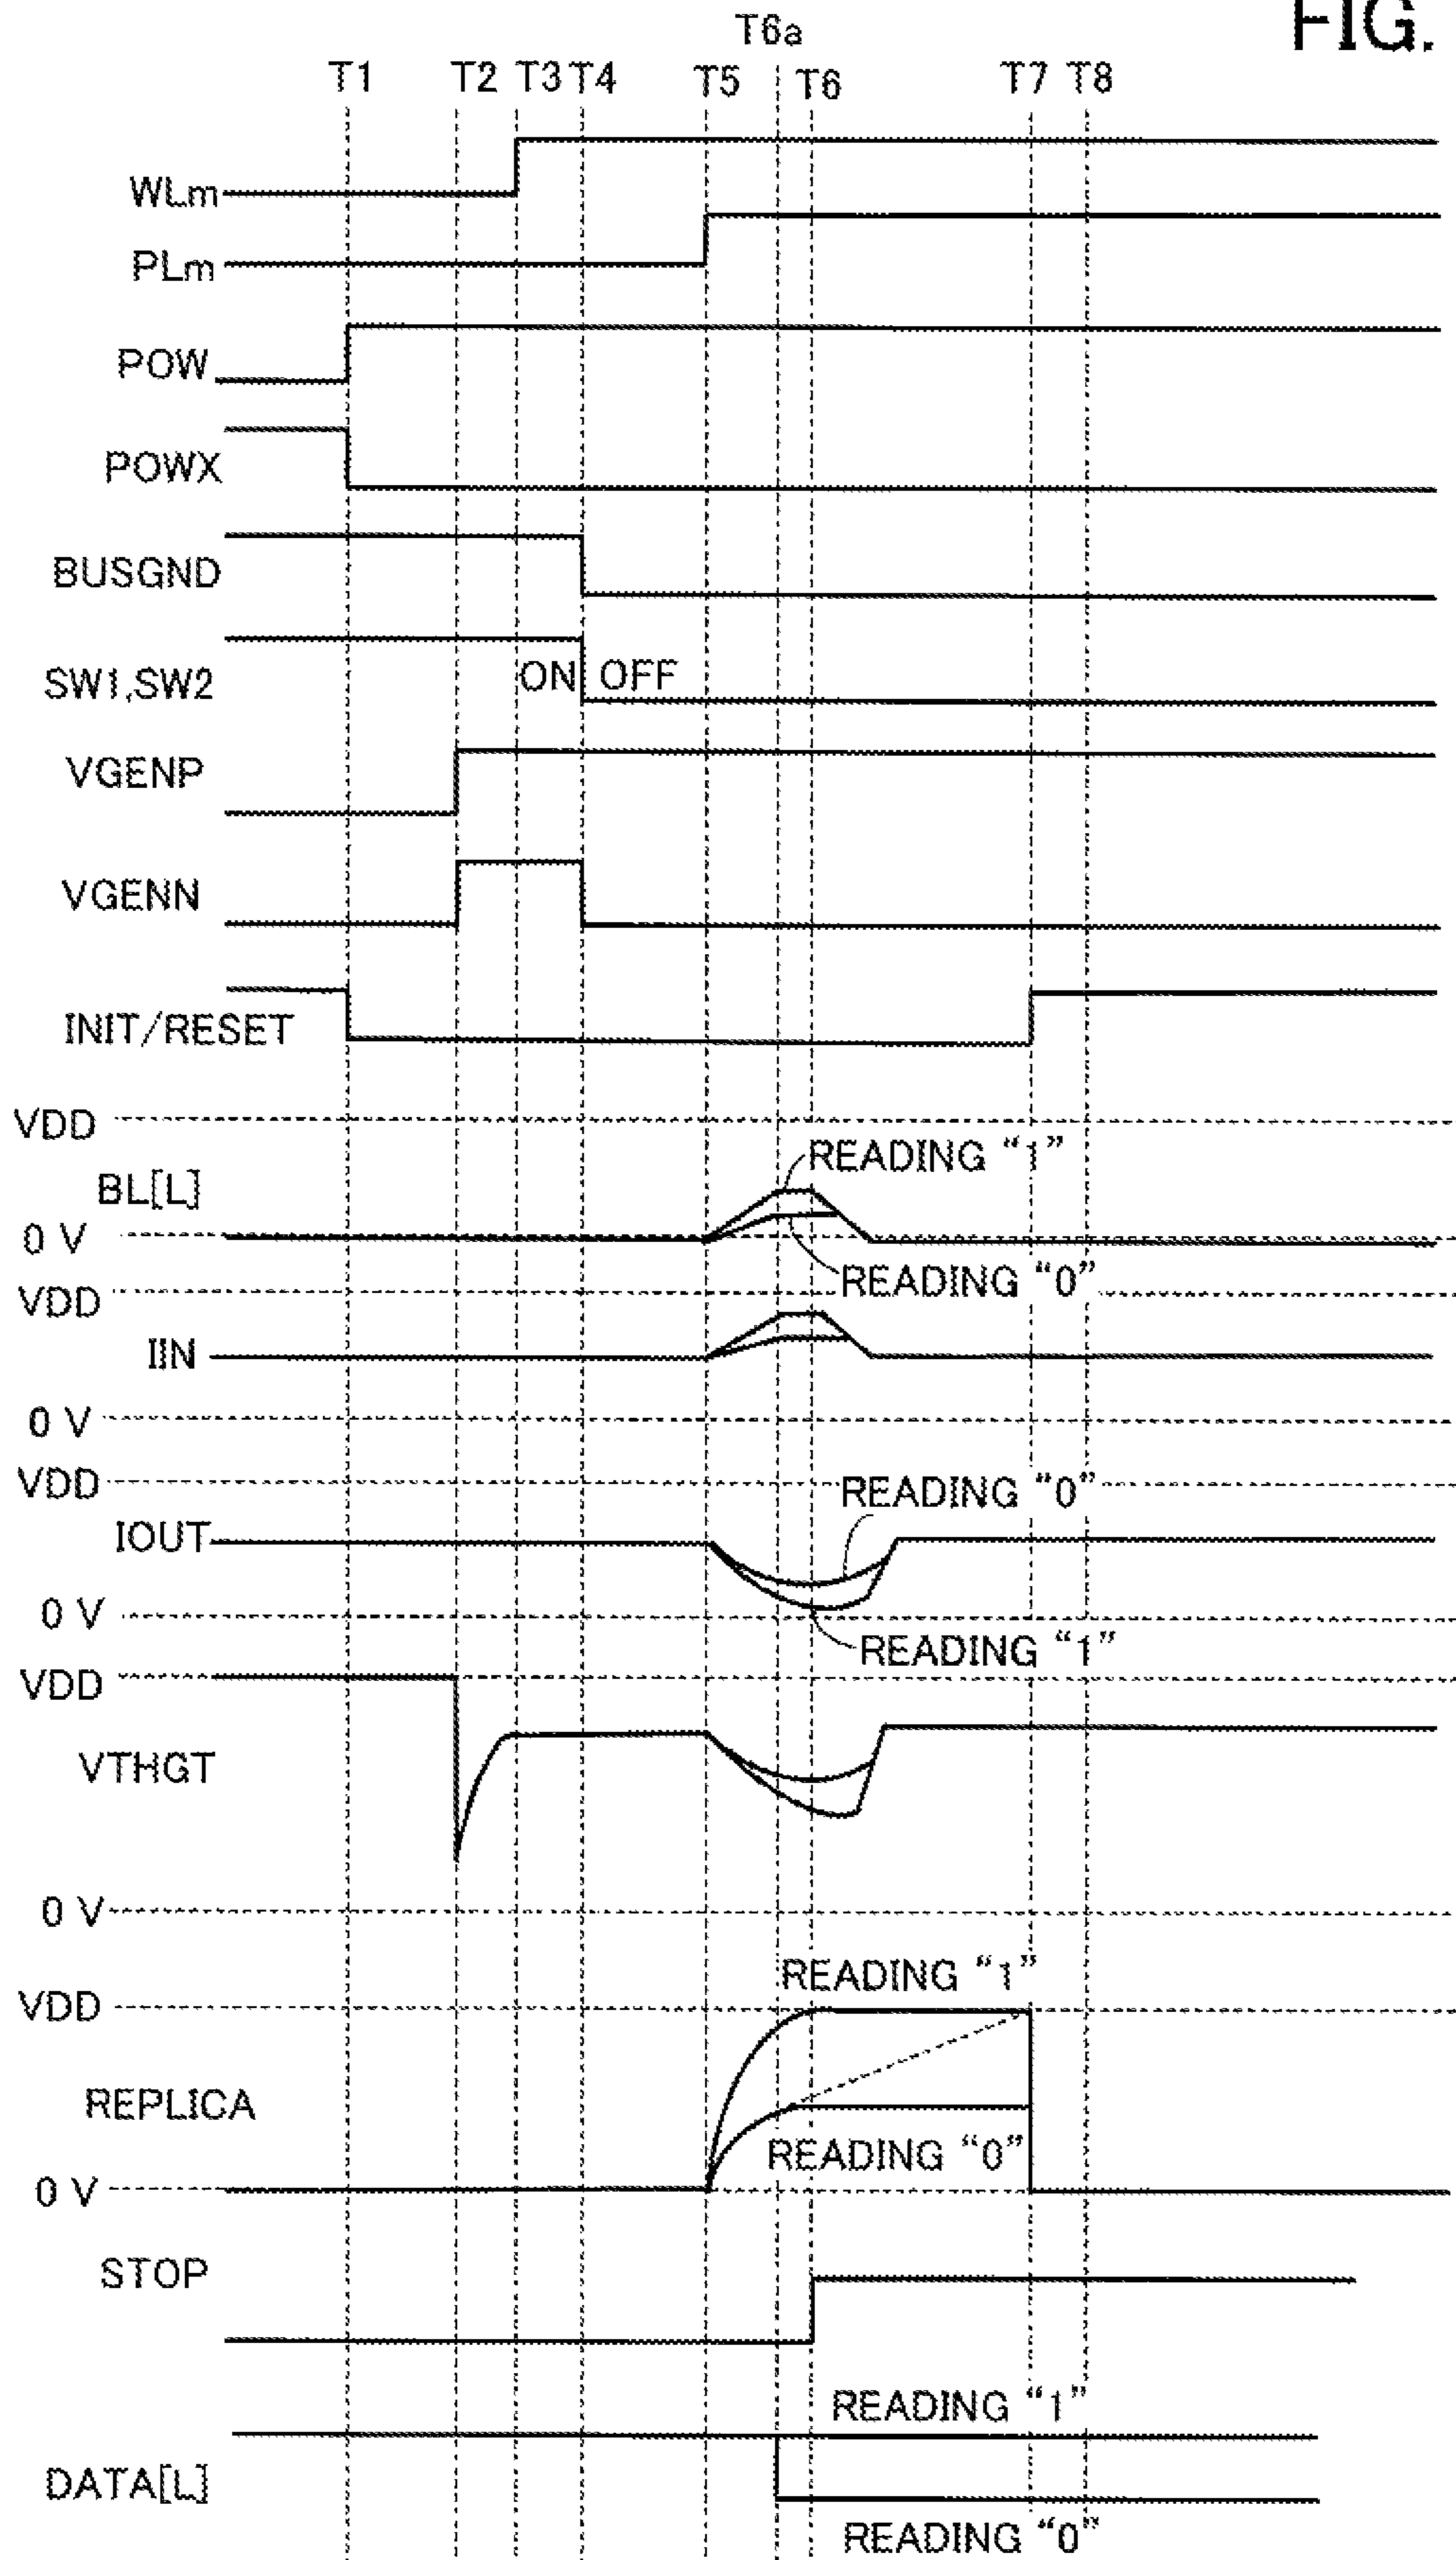 FIG.
T6a
T1 T2 T3 T4 T5 T6 T7 T8
WLm
PLm
POW
POWX
BUSGND
SW1,SW2 ON OFF
VGENP
VGENN
INIT/RESET
VDD
READING “1”
BL[L]
0 V
READING “0”
VDD
IIN
0 V
VDD
READING “0”
IOUT
0 V
READING “1”
VDD
VTHGT
0 V
READING “1”
VDD
REPLICA
READING “0”
0 V
STOP
READING “1”
DATA[L]
READING “0”